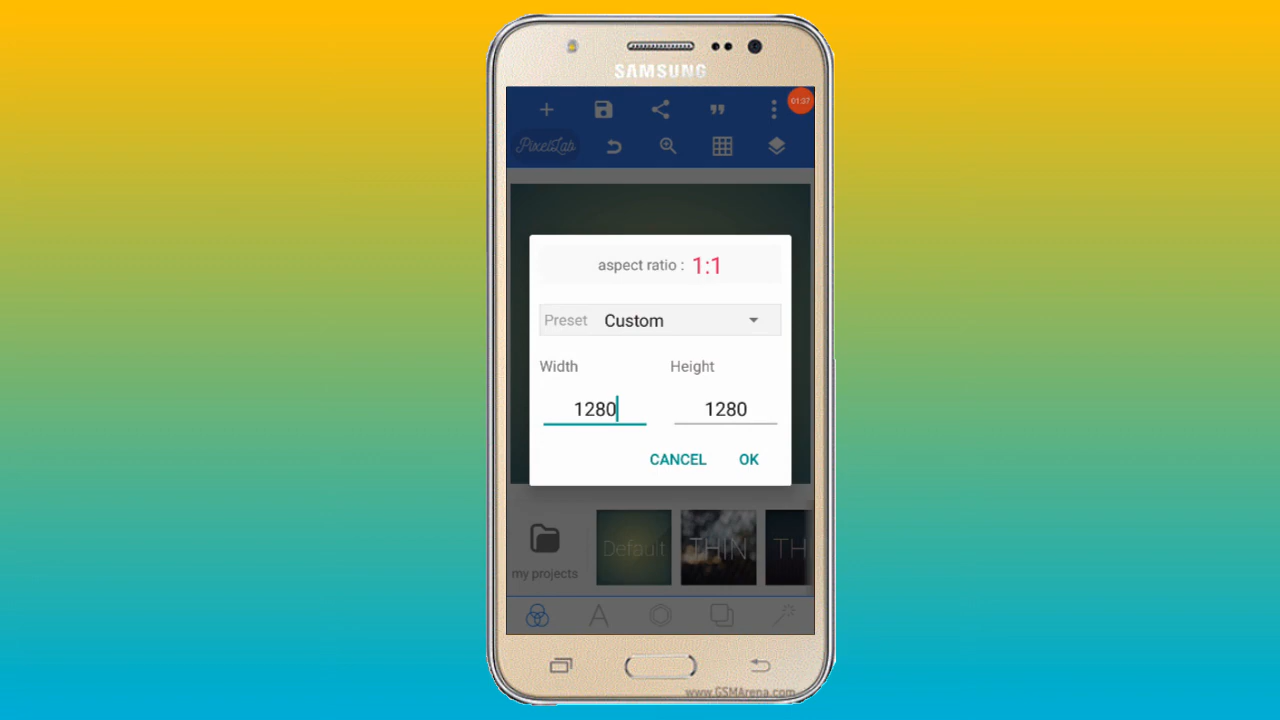 SAMSUNG
01:37
PixelLab
aspect ratio : 1:1
Preset Custom
Width Height
1280 1280
CANCEL OK
Default THIN TH
my projects
A
www.GSMArena.com